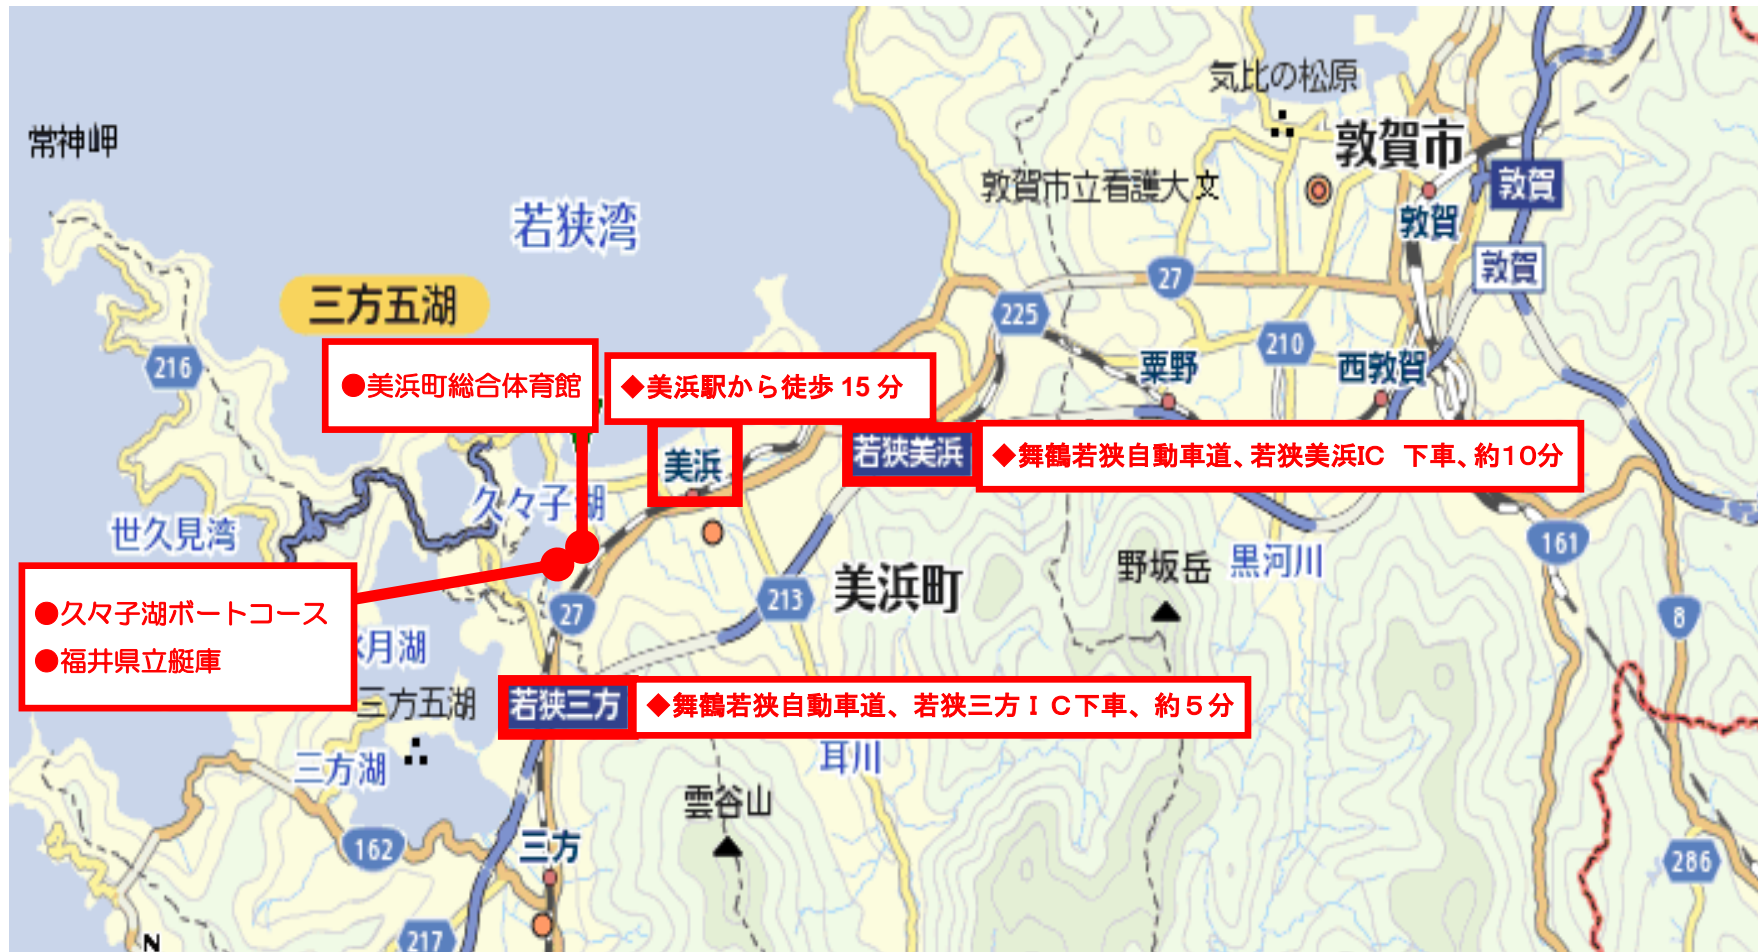 気比の松原
常神岬
敦賀市
敦賀市立看護大文
敦賀
敦賀
若狭湾
敦賀
27
三方五湖
225
210
216
粟野
西敦賀
●美浜町総合体育館
◆美浜駅から徒歩 15 分
美浜
若狭美浜
◆舞鶴若狭自動車道、若狭美浜IC 下車、約10分
久々子湖
世久見湾
161
野坂岳
黒河川
美浜町
213
27
8
●久々子湖ボートコース
●福井県立艇庫
月湖
三方五湖
若狭三方
◆舞鶴若狭自動車道、若狭三方ＩＣ下車、約５分
三方湖
耳川
雲谷山
162
三方
286
217
N